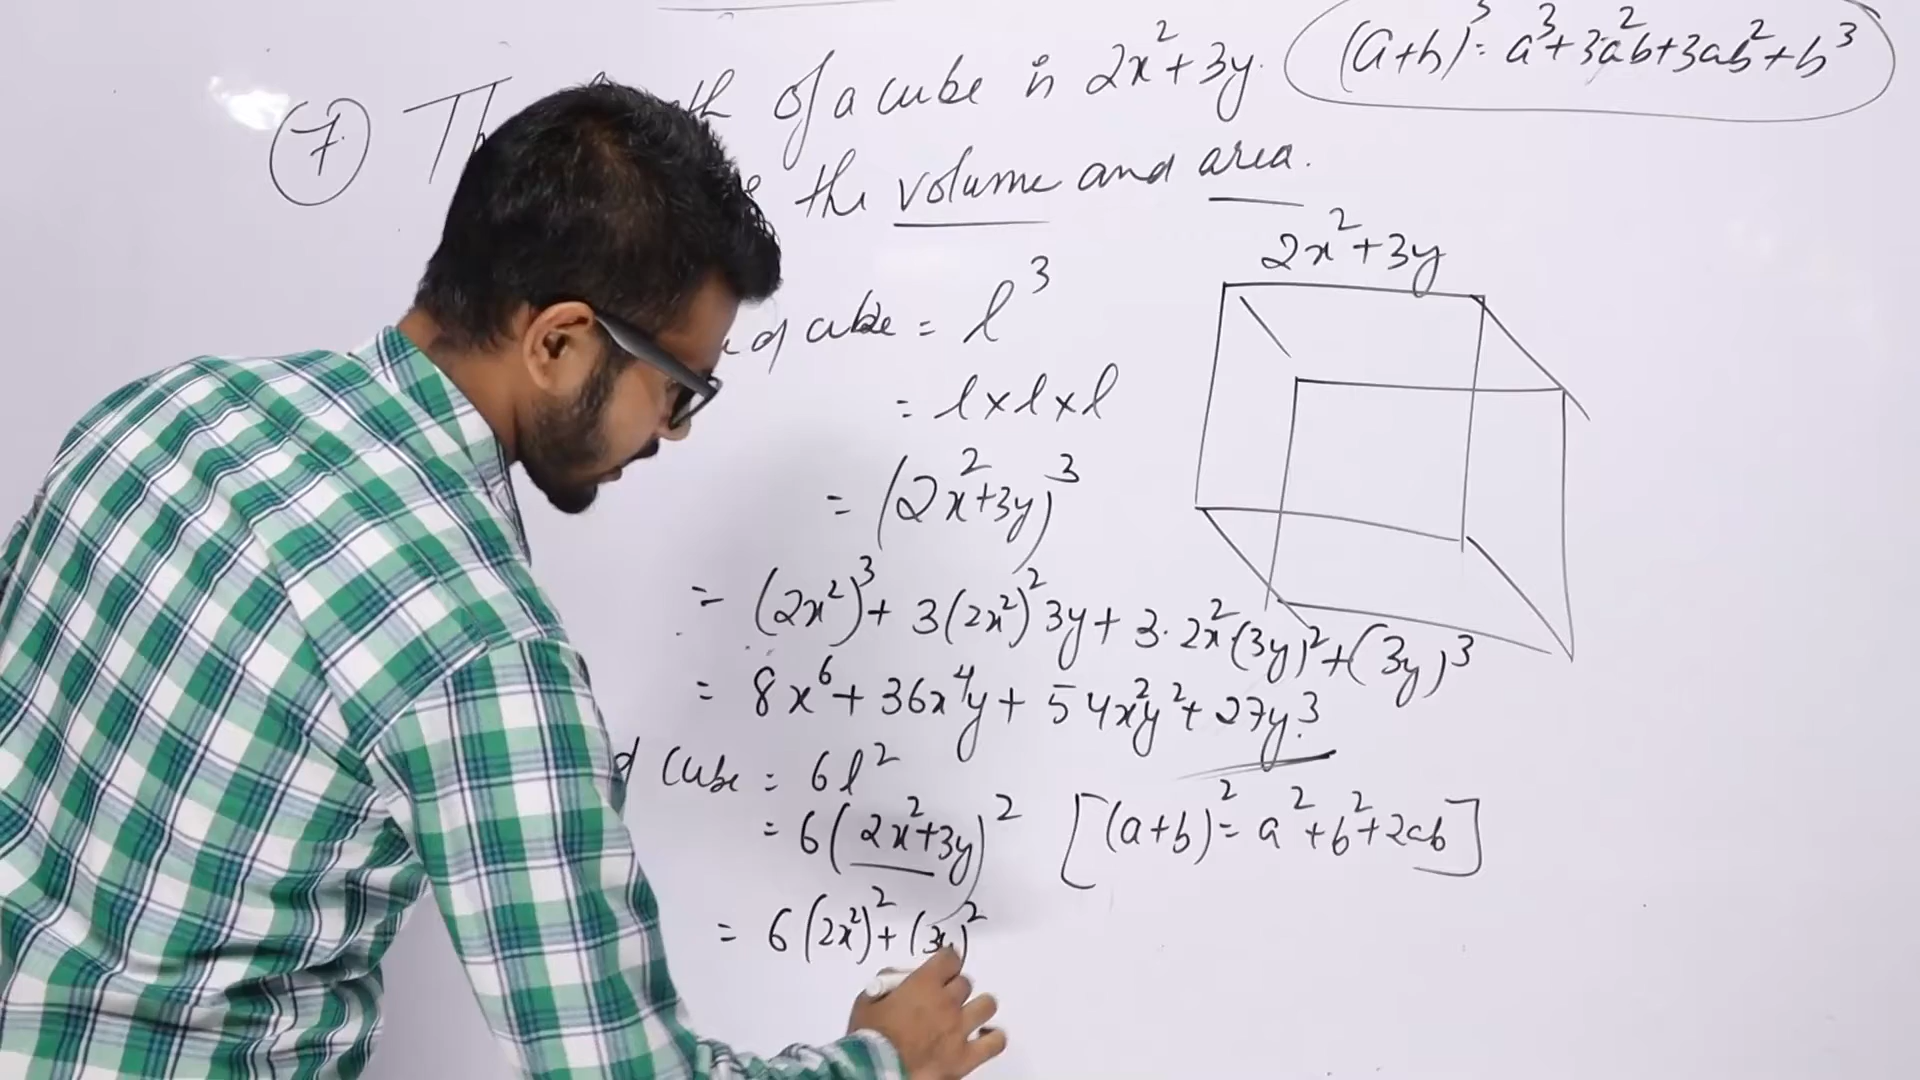 7. Th th of a cube is 2x²+3y. (a+b)³= a³+3a²b+3ab²+b³
the volume and area.
2x²+3y
of cube = l³
= l×l×l
= (2x²+3y)³
= (2x²)³+ 3(2x²)²3y+ 3·2x²(3y)²+(3y)³
= 8x⁶+ 36x⁴y+ 54x²y²+ 27y³.
Cube = 6l²
= 6(2x²+3y)² [(a+b)²= a²+b²+2ab]
= 6(2x²)²+(3y)²